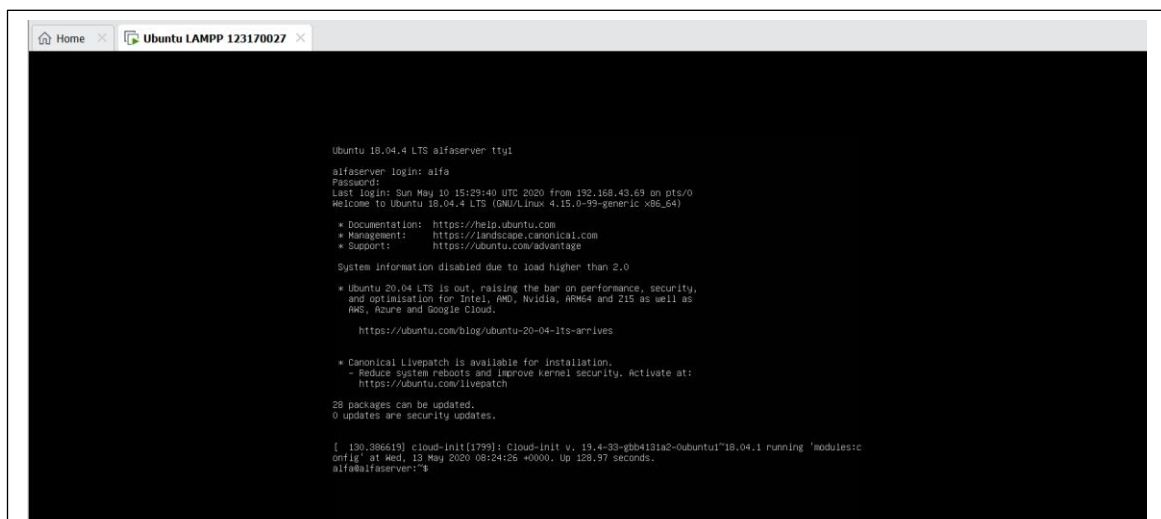 Home
Ubuntu LAMPP 123170027
Ubuntu 18.04.4 LTS alfaserver tty1
alfaserver login: alfa
Password:
Last login: Sun May 10 15:29:40 UTC 2020 from 192.168.43.69 on pts/0
Welcome to Ubuntu 18.04.4 LTS (GNU/Linux 4.15.0-99-generic x86_64)
* Documentation: https://help.ubuntu.com
* Management: https://landscape.canonical.com
* Support: https://ubuntu.com/advantage
System information disabled due to load higher than 2.0
* Ubuntu 20.04 LTS is out, raising the bar on performance, security,
and optimisation for Intel, AMD, Nvidia, ARM64 and Z15 as well as
AWS, Azure and Google Cloud.
https://ubuntu.com/blog/ubuntu-20-04-lts-arrives
* Canonical Livepatch is available for installation.
- Reduce system reboots and improve kernel security. Activate at:
https://ubuntu.com/livepatch
28 packages can be updated.
0 updates are security updates.
[ 130.386619] cloud-init[1799]: Cloud-init v. 19.4-33-gbb4131a2-0ubuntu1~18.04.1 running 'modules:c
onfig' at Wed, 13 May 2020 08:24:26 +0000. Up 128.97 seconds.
alfa@alfaserver:~$